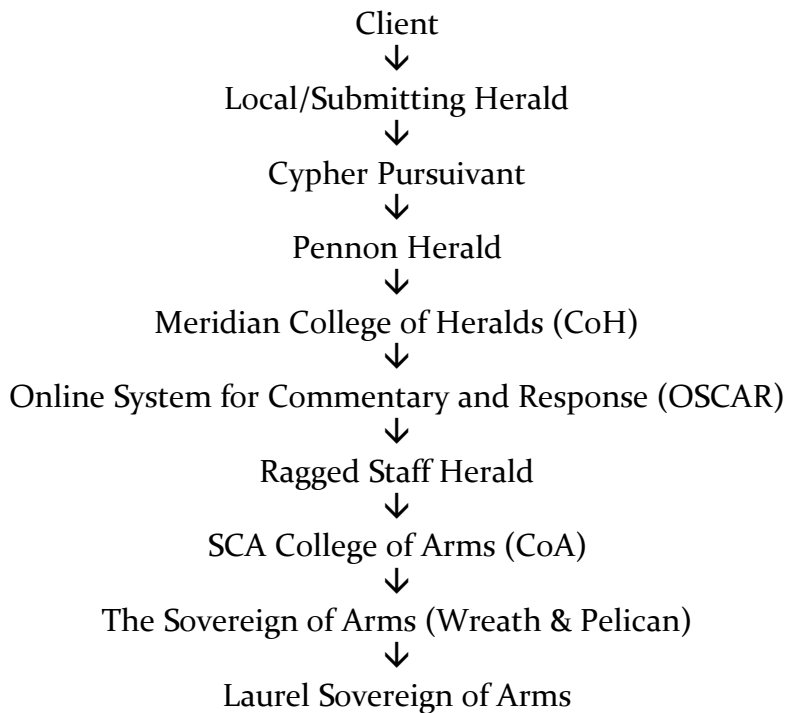 Client
↓
Local/Submitting Herald
↓
Cypher Pursuivant
↓
Pennon Herald
↓
Meridian College of Heralds (CoH)
↓
Online System for Commentary and Response (OSCAR)
↓
Ragged Staff Herald
↓
SCA College of Arms (CoA)
↓
The Sovereign of Arms (Wreath & Pelican)
↓
Laurel Sovereign of Arms